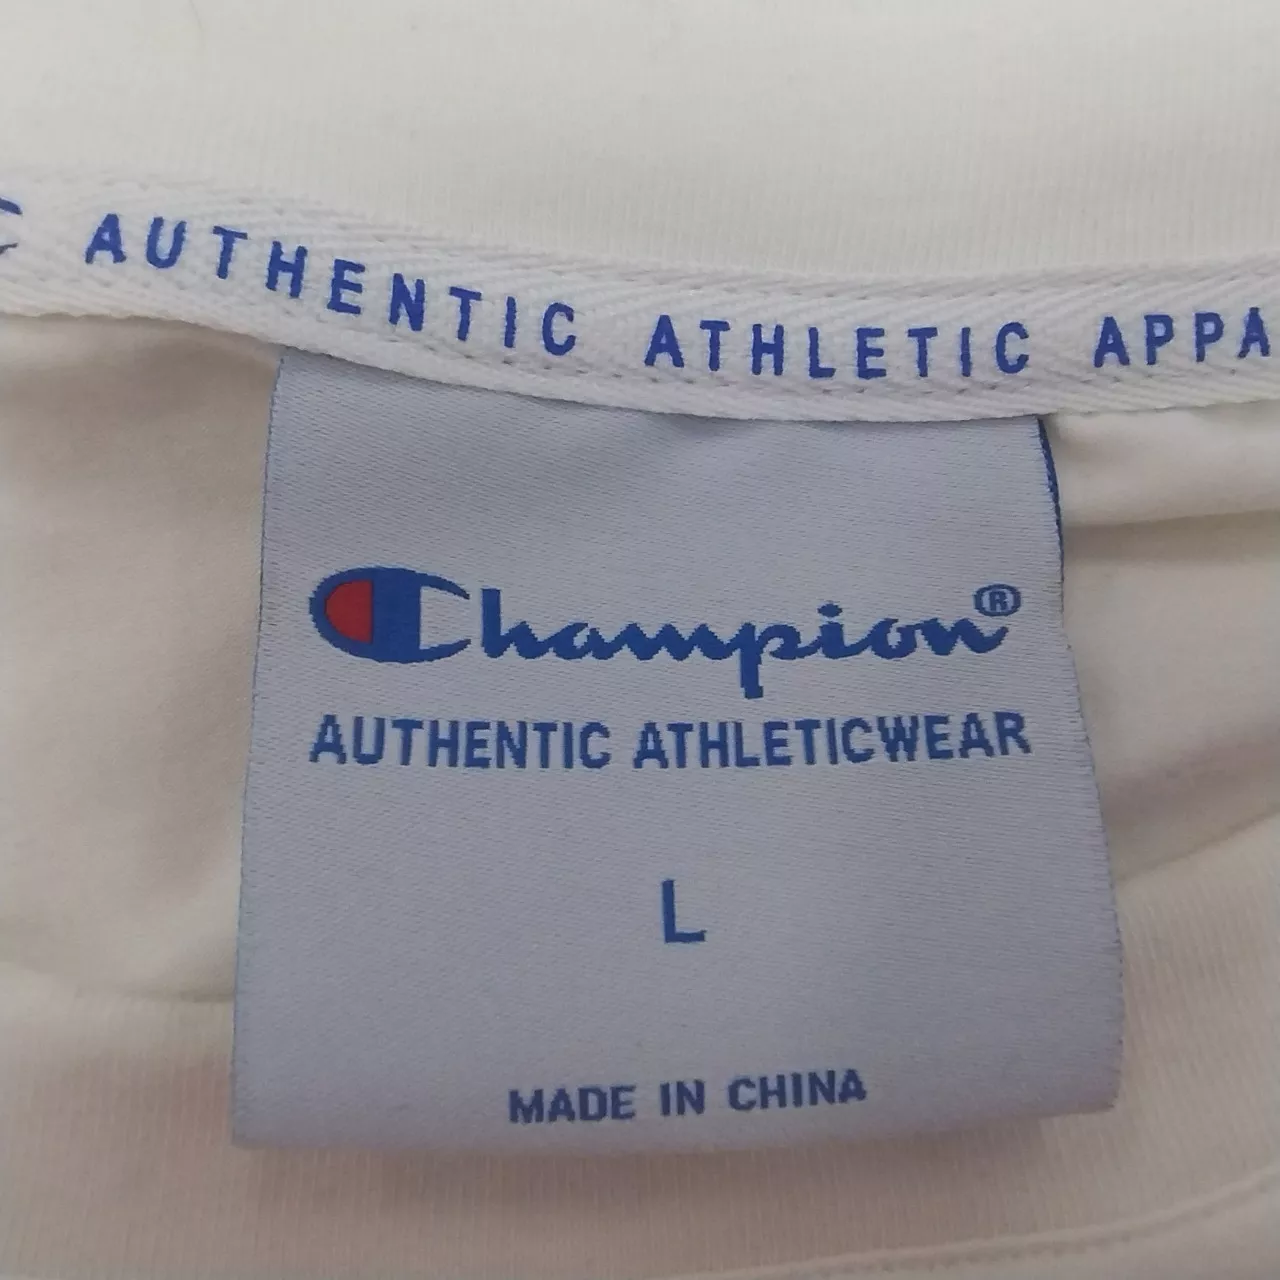 AUTHENTIC ATHLETIC APPA
Champion®
AUTHENTIC ATHLETICWEAR
L
MADE IN CHINA